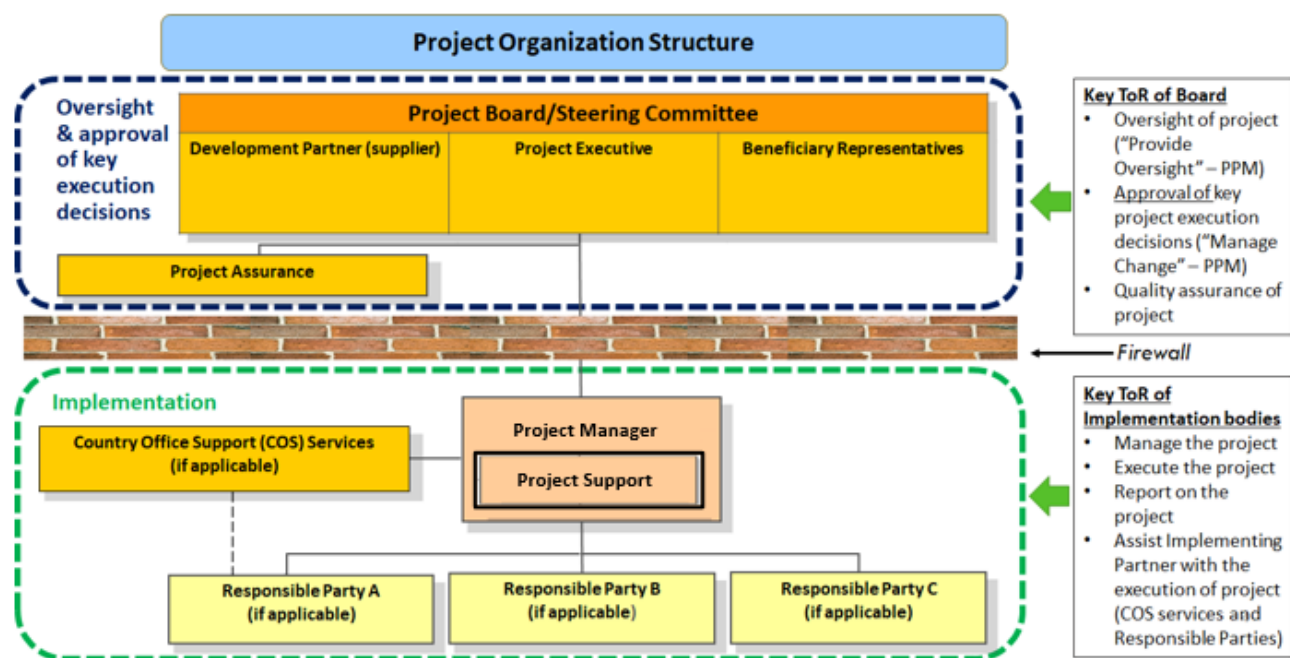 Project Organization Structure
Oversight
& approval
of key
execution
decisions
Project Board/Steering Committee
Development Partner (supplier)
Project Executive
Beneficiary Representatives
Project Assurance
Key ToR of Board
• Oversight of project
("Provide
Oversight" – PPM)
• Approval of key
project execution
decisions ("Manage
Change" – PPM)
• Quality assurance of
project
Firewall
Implementation
Country Office Support (COS) Services
(if applicable)
Project Manager
Project Support
Responsible Party A
(if applicable)
Responsible Party B
(if applicable)
Responsible Party C
(if applicable)
Key ToR of
Implementation bodies
• Manage the project
• Execute the project
• Report on the
project
• Assist Implementing
Partner with the
execution of project
(COS services and
Responsible Parties)